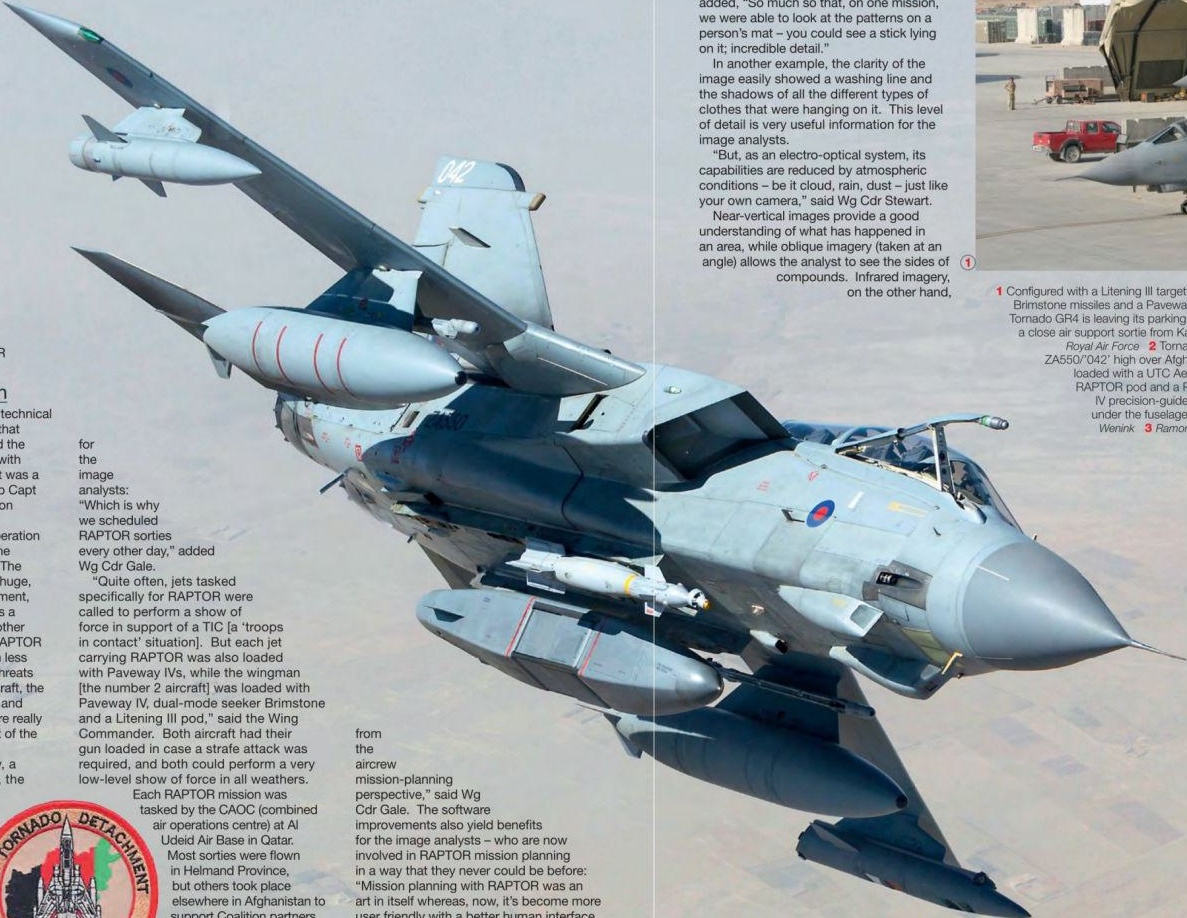 R
n
technical
that
d the
with
t was a
p Capt
on
eration
ne
The
huge,
ment,
s a
other
APTOR
n less
hreats
raft, the
and
re really
t of the
y, a
, the
TORNADO DETACHMENT
for
the
image
analysts:
“Which is why
we scheduled
RAPTOR sorties
every other day,” added
Wg Cdr Gale.
“Quite often, jets tasked
specifically for RAPTOR were
called to perform a show of
force in support of a TIC [a ‘troops
in contact’ situation]. But each jet
carrying RAPTOR was also loaded
with Paveway IVs, while the wingman
[the number 2 aircraft] was loaded with
Paveway IV, dual-mode seeker Brimstone
and a Litening III pod,” said the Wing
Commander. Both aircraft had their
gun loaded in case a strafe attack was
required, and both could perform a very
low-level show of force in all weathers.
Each RAPTOR mission was
tasked by the CAOC (combined
air operations centre) at Al
Udeid Air Base in Qatar.
Most sorties were flown
in Helmand Province,
but others took place
elsewhere in Afghanistan to
support Coalition partners
from
the
aircrew
mission-planning
perspective,” said Wg
Cdr Gale. The software
improvements also yield benefits
for the image analysts – who are now
involved in RAPTOR mission planning
in a way that they never could be before:
“Mission planning with RAPTOR was an
art in itself whereas, now, it’s become more
user friendly with a better human interface
042
ZA550
added, “So much so that, on one mission,
we were able to look at the patterns on a
person’s mat – you could see a stick lying
on it; incredible detail.”
In another example, the clarity of the
image easily showed a washing line and
the shadows of all the different types of
clothes that were hanging on it. This level
of detail is very useful information for the
image analysts.
“But, as an electro-optical system, its
capabilities are reduced by atmospheric
conditions – be it cloud, rain, dust – just like
your own camera,” said Wg Cdr Stewart.
Near-vertical images provide a good
understanding of what has happened in
an area, while oblique imagery (taken at an
angle) allows the analyst to see the sides of
compounds. Infrared imagery,
on the other hand,
1
1 Configured with a Litening III target
Brimstone missiles and a Pavewa
Tornado GR4 is leaving its parking
a close air support sortie from Ka
Royal Air Force 2 Torna
ZA550/‘042’ high over Afgh
loaded with a UTC Ae
RAPTOR pod and a P
IV precision-guide
under the fuselage
Wenink 3 Ramor